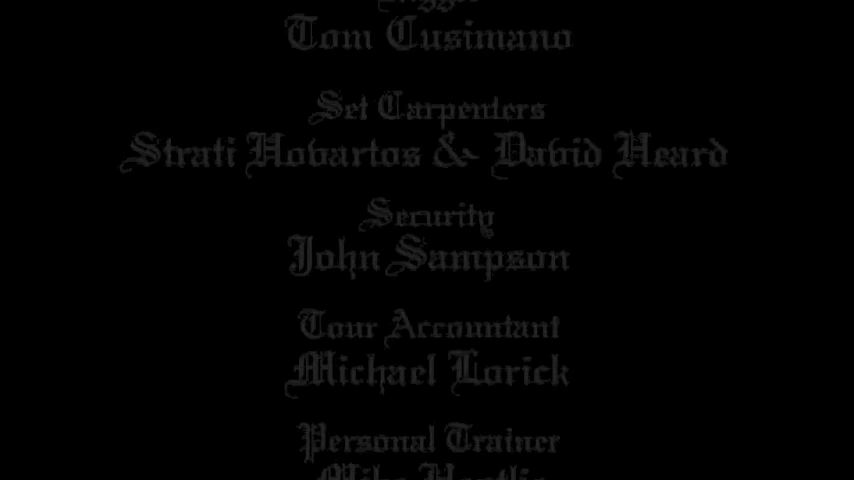 Tom Cusimano
Set Carpenters
Strati Hovartos & David Heard
Security
John Sampson
Tour Accountant
Michael Lorick
Personal Trainer